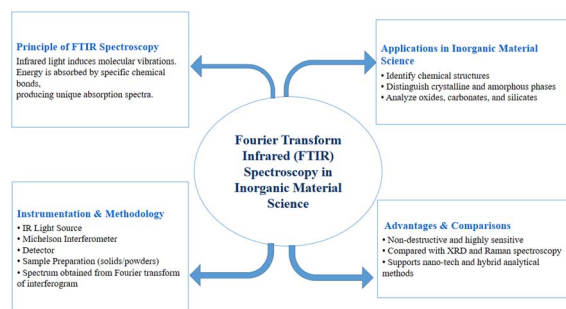 Principle of FTIR Spectroscopy
Infrared light induces molecular vibrations.
Energy is absorbed by specific chemical
bonds,
producing unique absorption spectra.
Applications in Inorganic Material
Science
• Identify chemical structures
• Distinguish crystalline and amorphous phases
• Analyze oxides, carbonates, and silicates
Fourier Transform
Infrared (FTIR)
Spectroscopy in
Inorganic Material
Science
Instrumentation & Methodology
• IR Light Source
• Michelson Interferometer
• Detector
• Sample Preparation (solids/powders)
• Spectrum obtained from Fourier transform
of interferogram
Advantages & Comparisons
• Non-destructive and highly sensitive
• Compared with XRD and Raman spectroscopy
• Supports nano-tech and hybrid analytical
methods